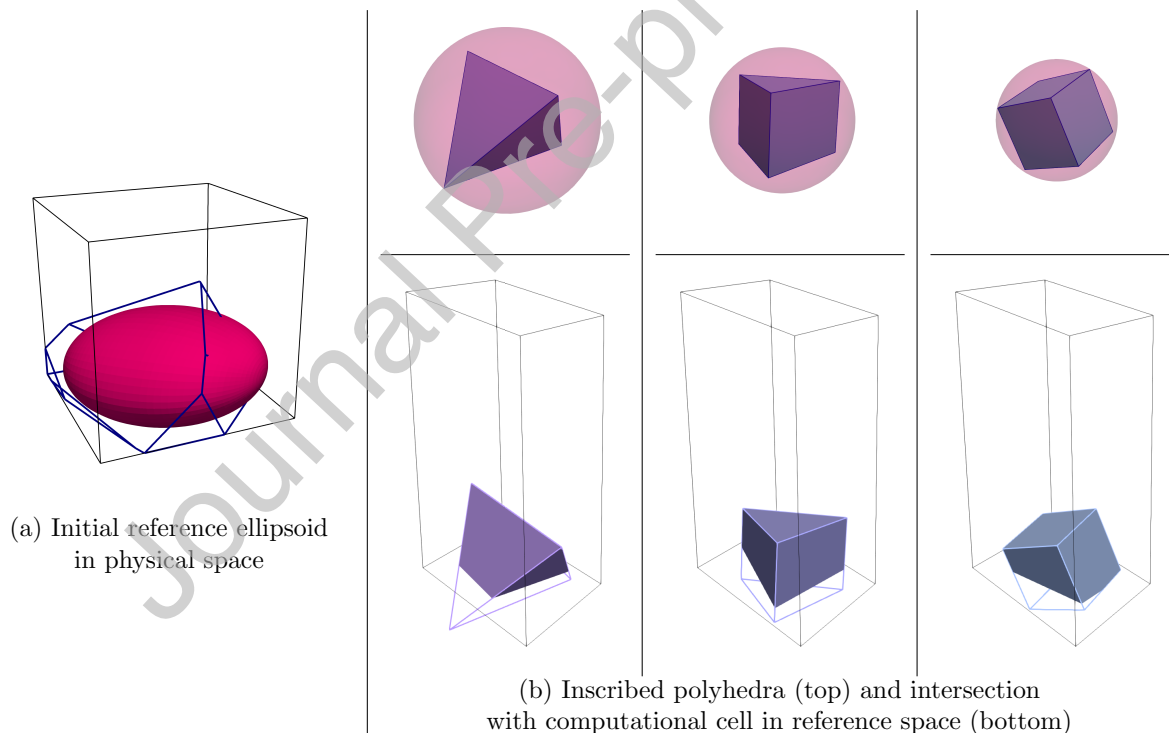 Journal Pre-pr
(a) Initial reference ellipsoid
in physical space
(b) Inscribed polyhedra (top) and intersection
with computational cell in reference space (bottom)